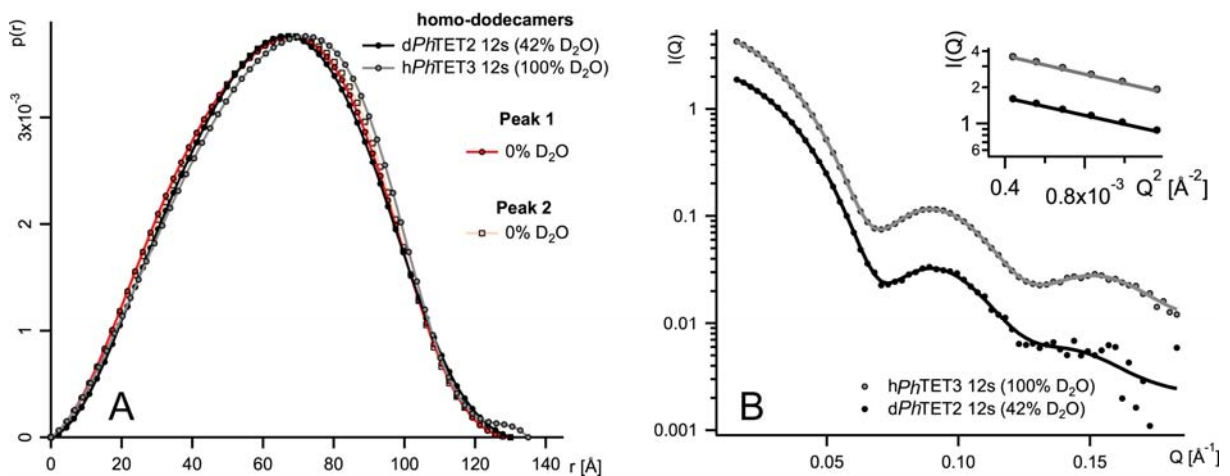 homo-dodecamers
dPhTET2 12s (42% D₂O)
hPhTET3 12s (100% D₂O)
Peak 1
0% D₂O
Peak 2
0% D₂O
p(r)
3x10⁻³
2
1
0
A
0 20 40 60 80 100 120 140
r [Å]
I(Q)
1
0.1
0.01
0.001
B
hPhTET3 12s (100% D₂O)
dPhTET2 12s (42% D₂O)
0.05 0.10 0.15
Q [Å⁻¹]
I(Q)
4
2
1
6
0.4 0.8x10⁻³ Q² [Å⁻²]